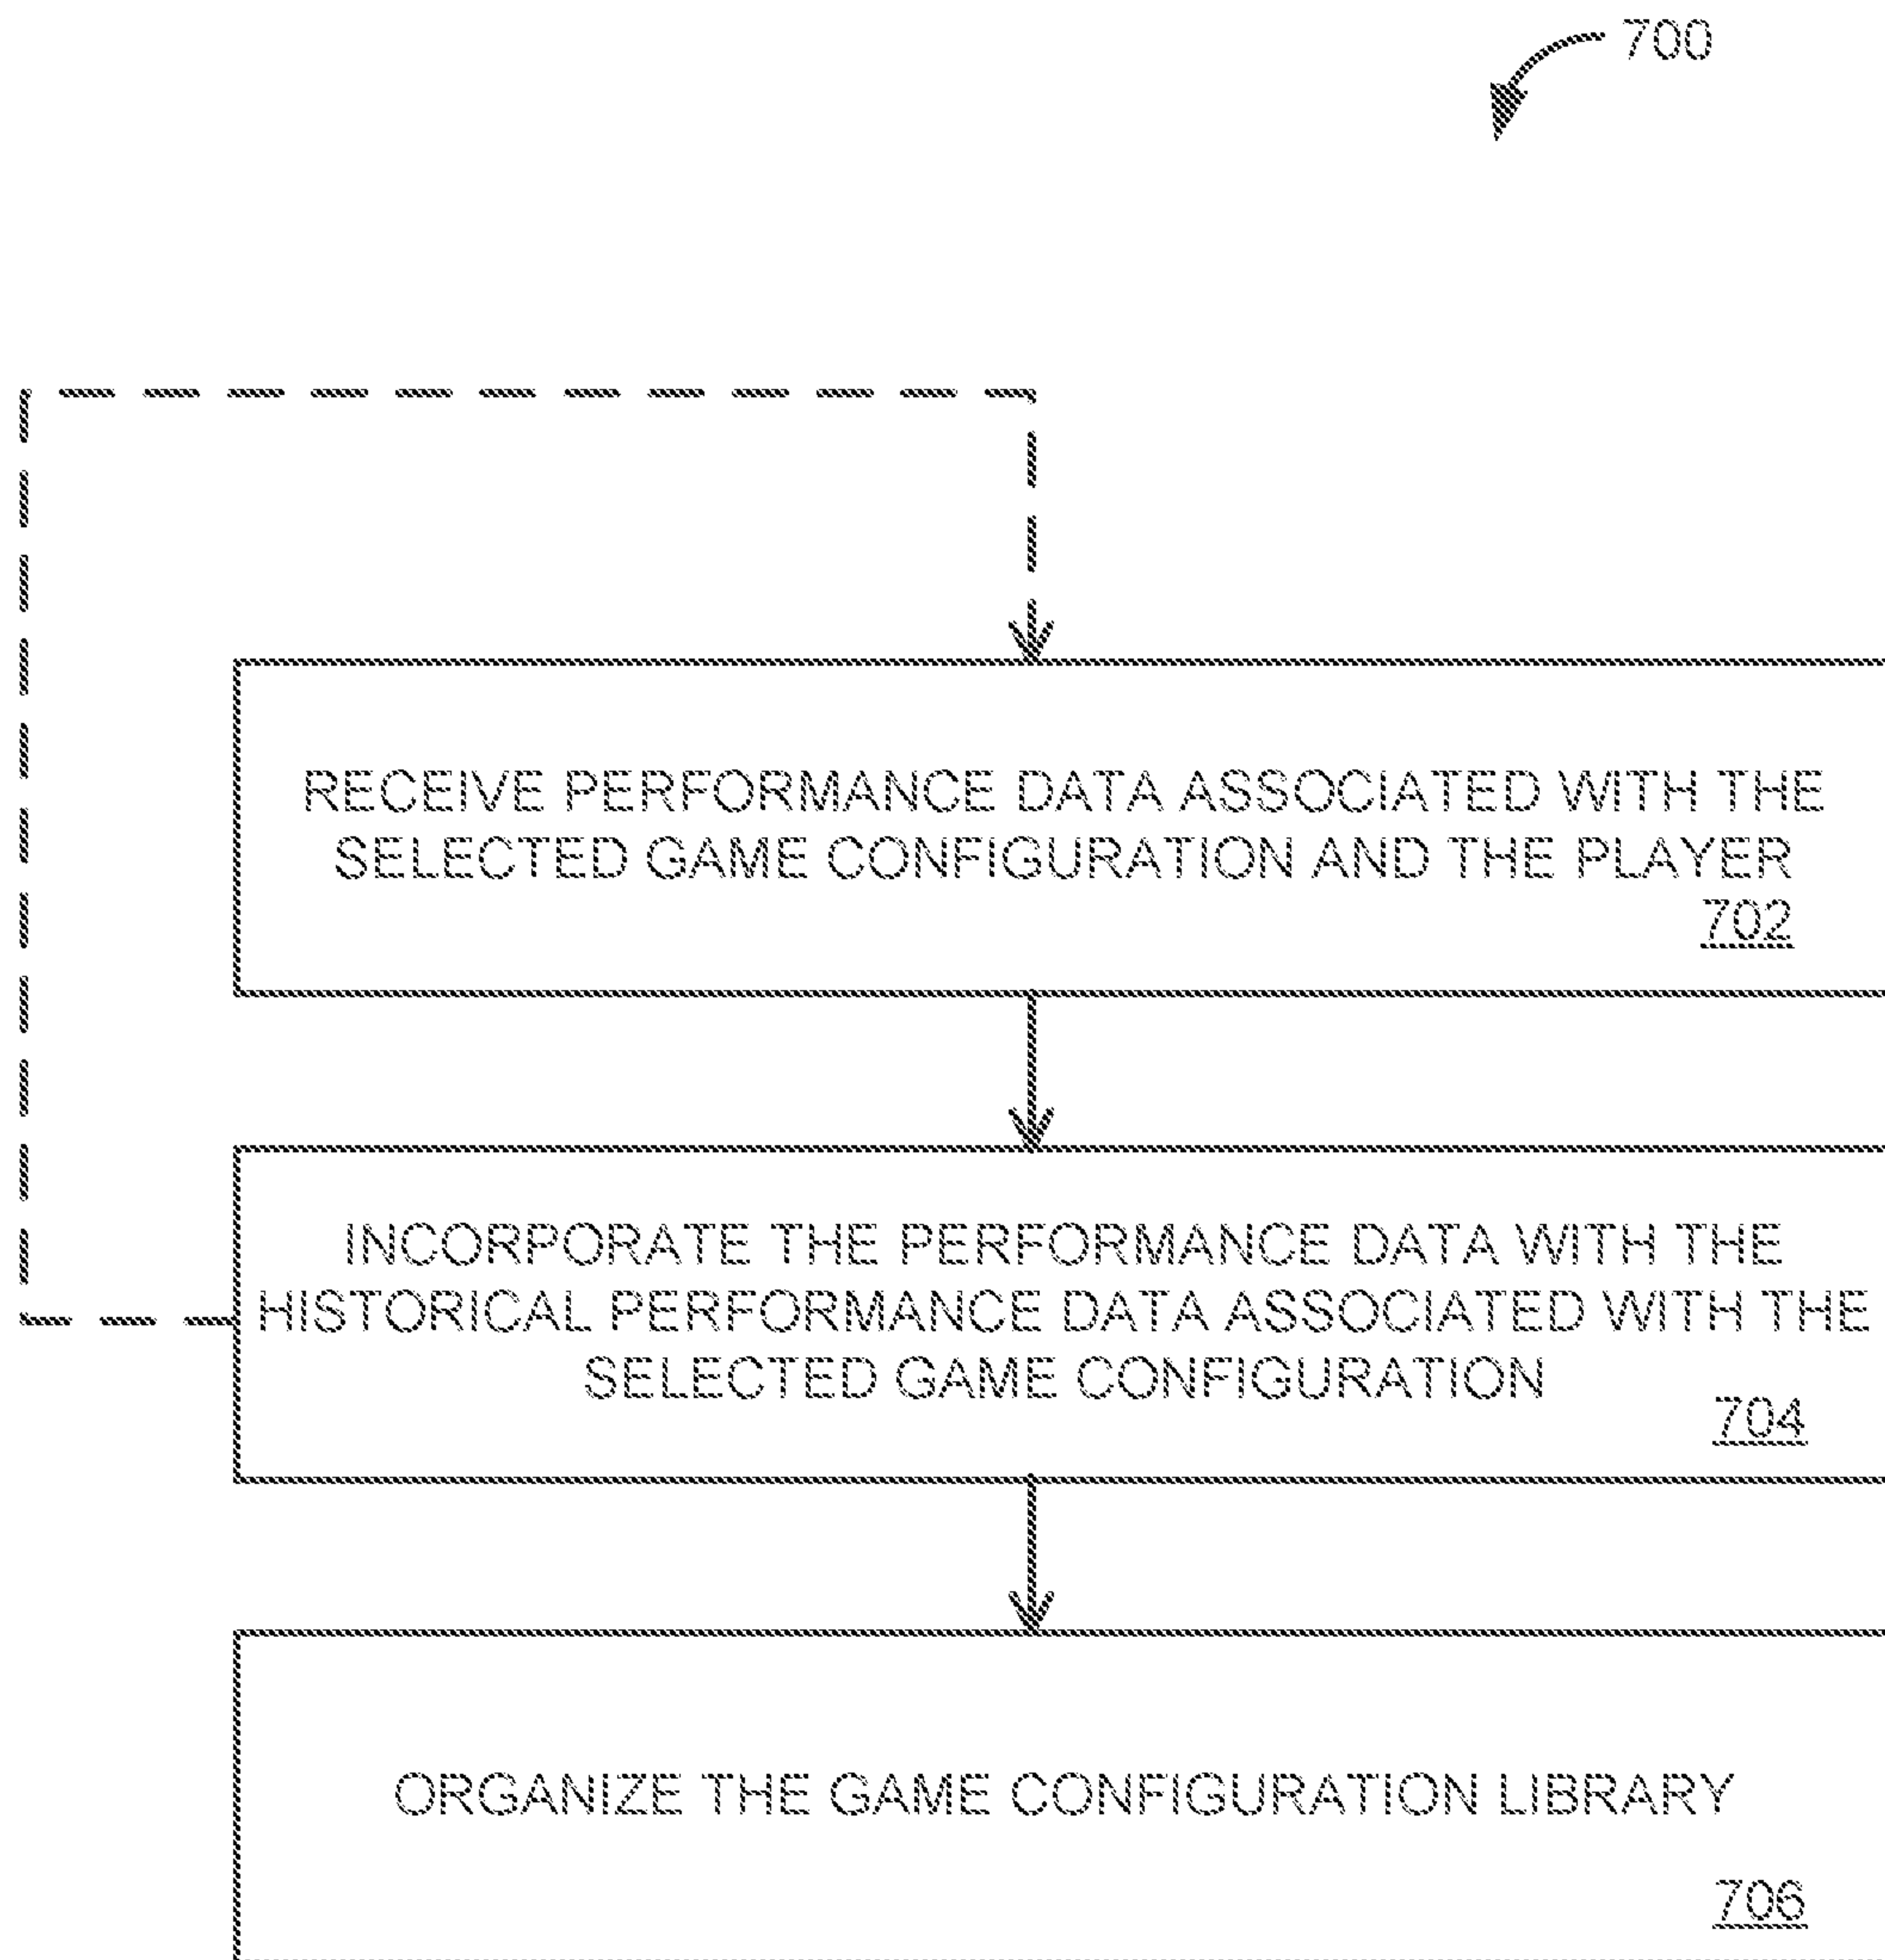 700
RECEIVE PERFORMANCE DATA ASSOCIATED WITH THE
SELECTED GAME CONFIGURATION AND THE PLAYER
702
INCORPORATE THE PERFORMANCE DATA WITH THE
HISTORICAL PERFORMANCE DATA ASSOCIATED WITH THE
SELECTED GAME CONFIGURATION
704
ORGANIZE THE GAME CONFIGURATION LIBRARY
706